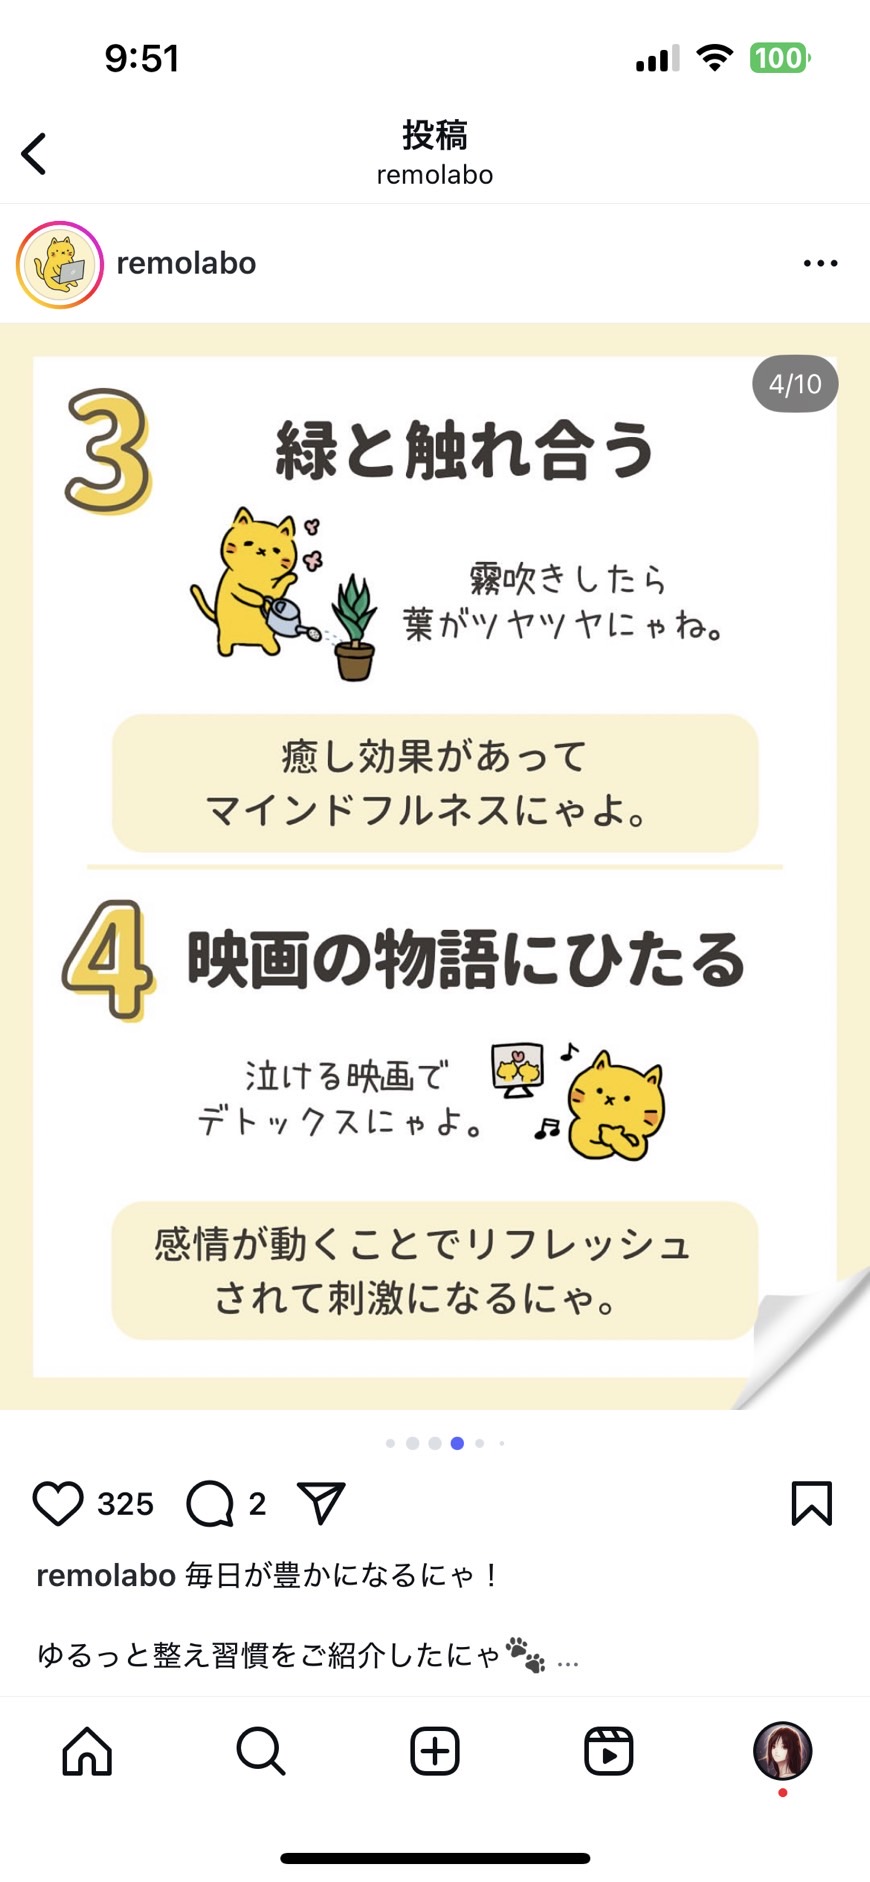 9:51
100
投稿
remolabo
remolabo
4/10
3
緑と触れ合う
霧吹きしたら
葉がツヤツヤにゃね。
癒し効果があって
マインドフルネスにゃよ。
4
映画の物語にひたる
泣ける映画で
デトックスにゃよ。
感情が動くことでリフレッシュ
されて刺激になるにゃ。
325
2
remolabo 毎日が豊かになるにゃ！
ゆるっと整え習慣をご紹介したにゃ🐾 ...